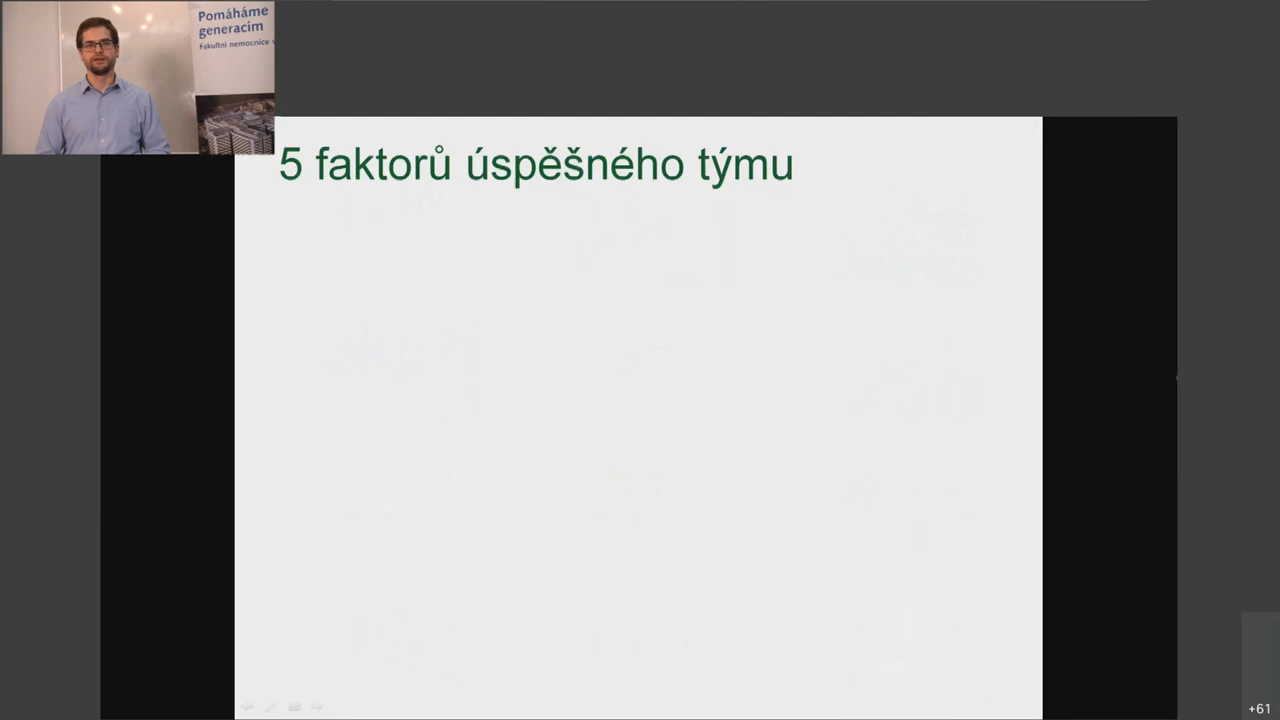 Pomáháme
generacím
Fakultní nemocnice v
5 faktorů úspěšného týmu
+61